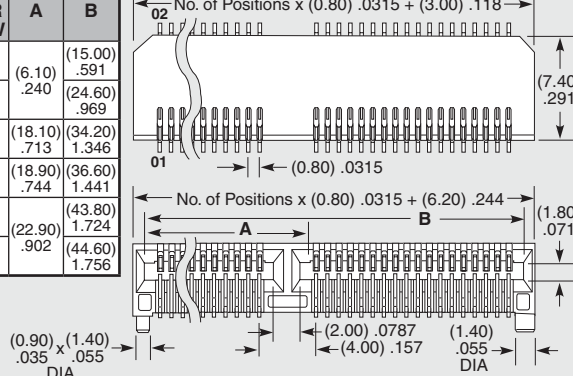 A B
(6.10) .240 (15.00) .591
(24.60) .969
(18.10) .713 (34.20) 1.346
(18.90) .744 (36.60) 1.441
(22.90) .902 (43.80) 1.724
(44.60) 1.756
No. of Positions x (0.80) .0315 + (3.00) .118
02
(7.40
.291
01
(0.80) .0315
No. of Positions x (0.80) .0315 + (6.20) .244
B
A
(1.80
.071
(2.00) .0787
(4.00) .157
(0.90) x (1.40)
.035 .055
DIA
(1.40)
.055
DIA